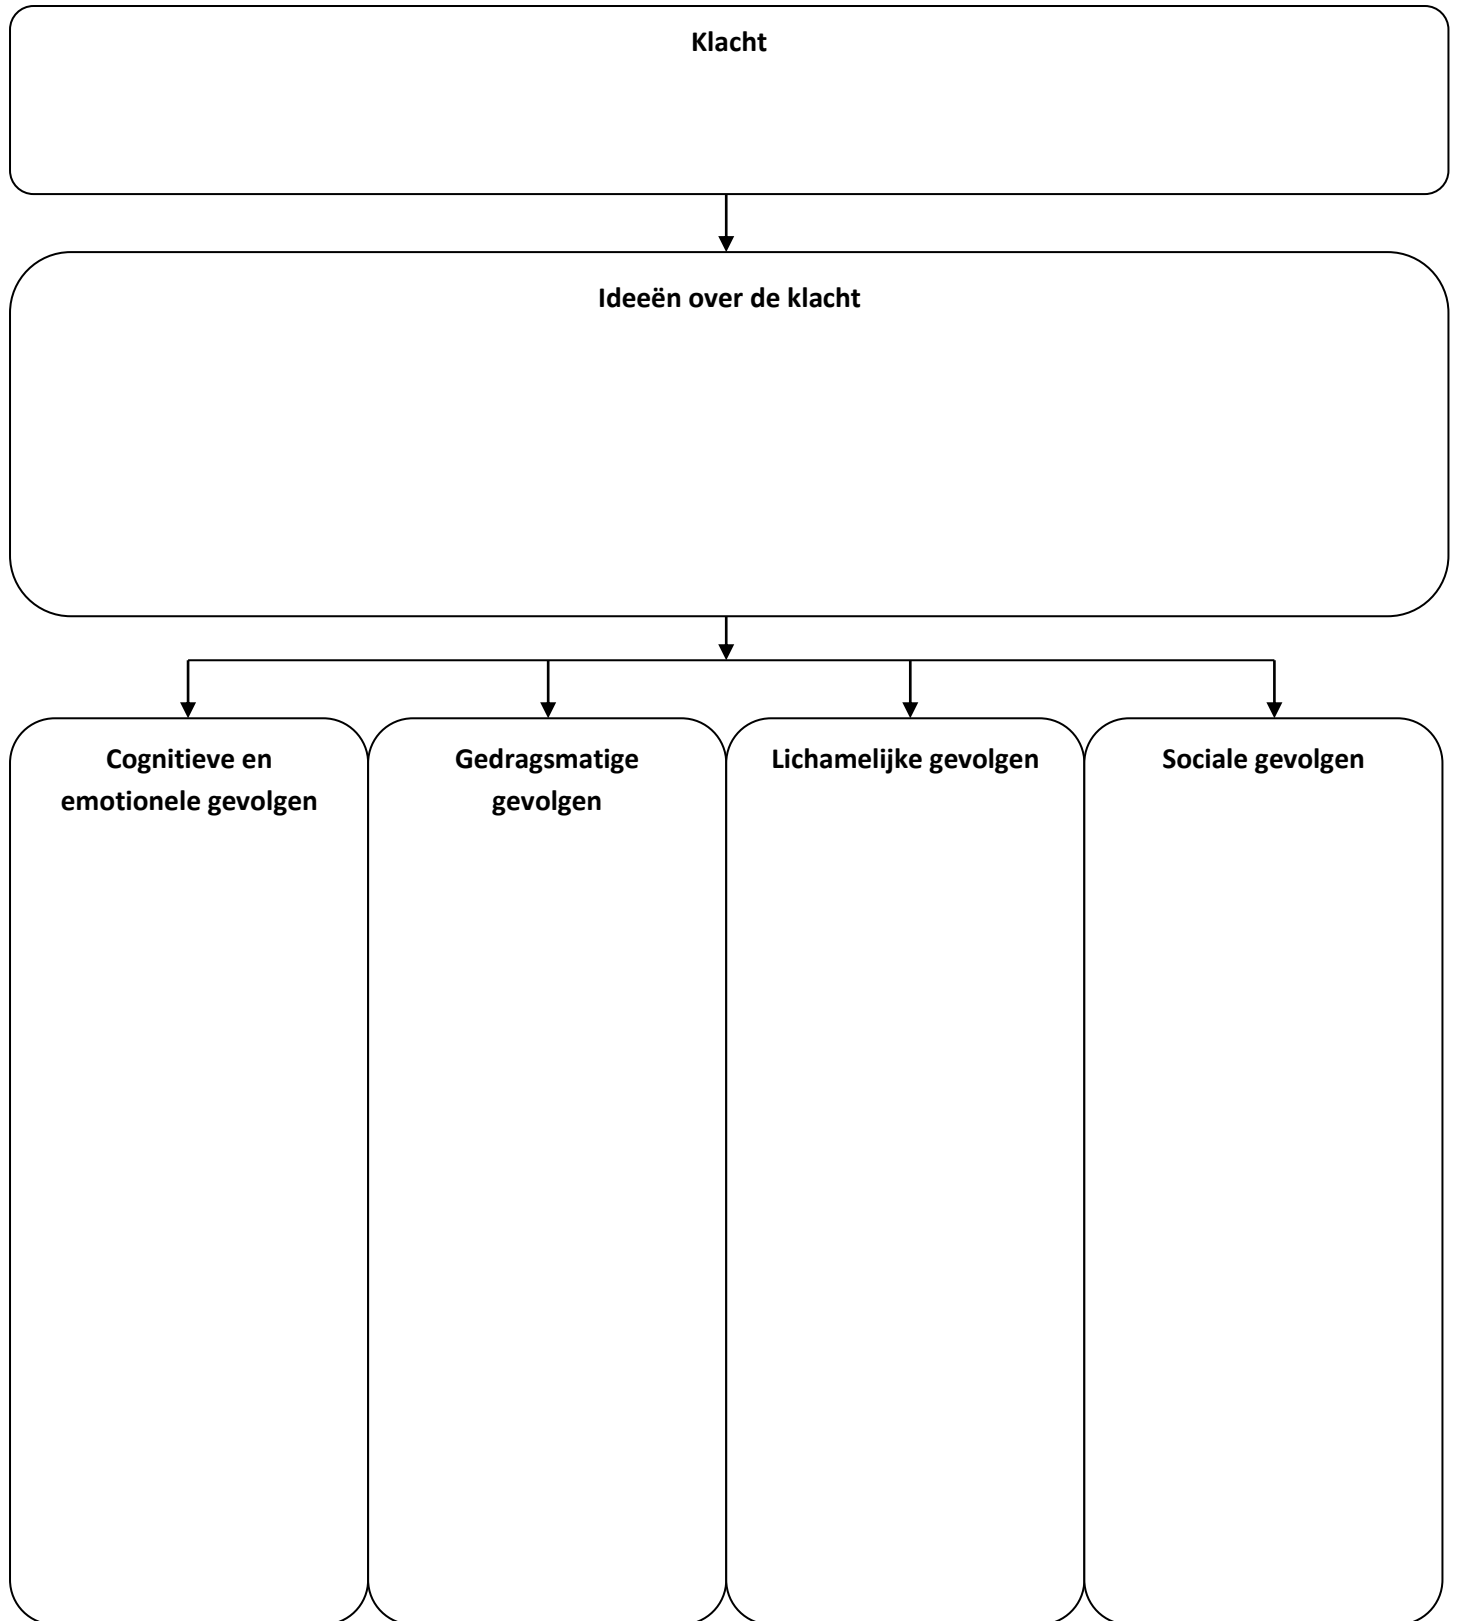 Klacht
Ideeën over de klacht
Cognitieve en
emotionele gevolgen
Gedragsmatige
gevolgen
Lichamelijke gevolgen
Sociale gevolgen